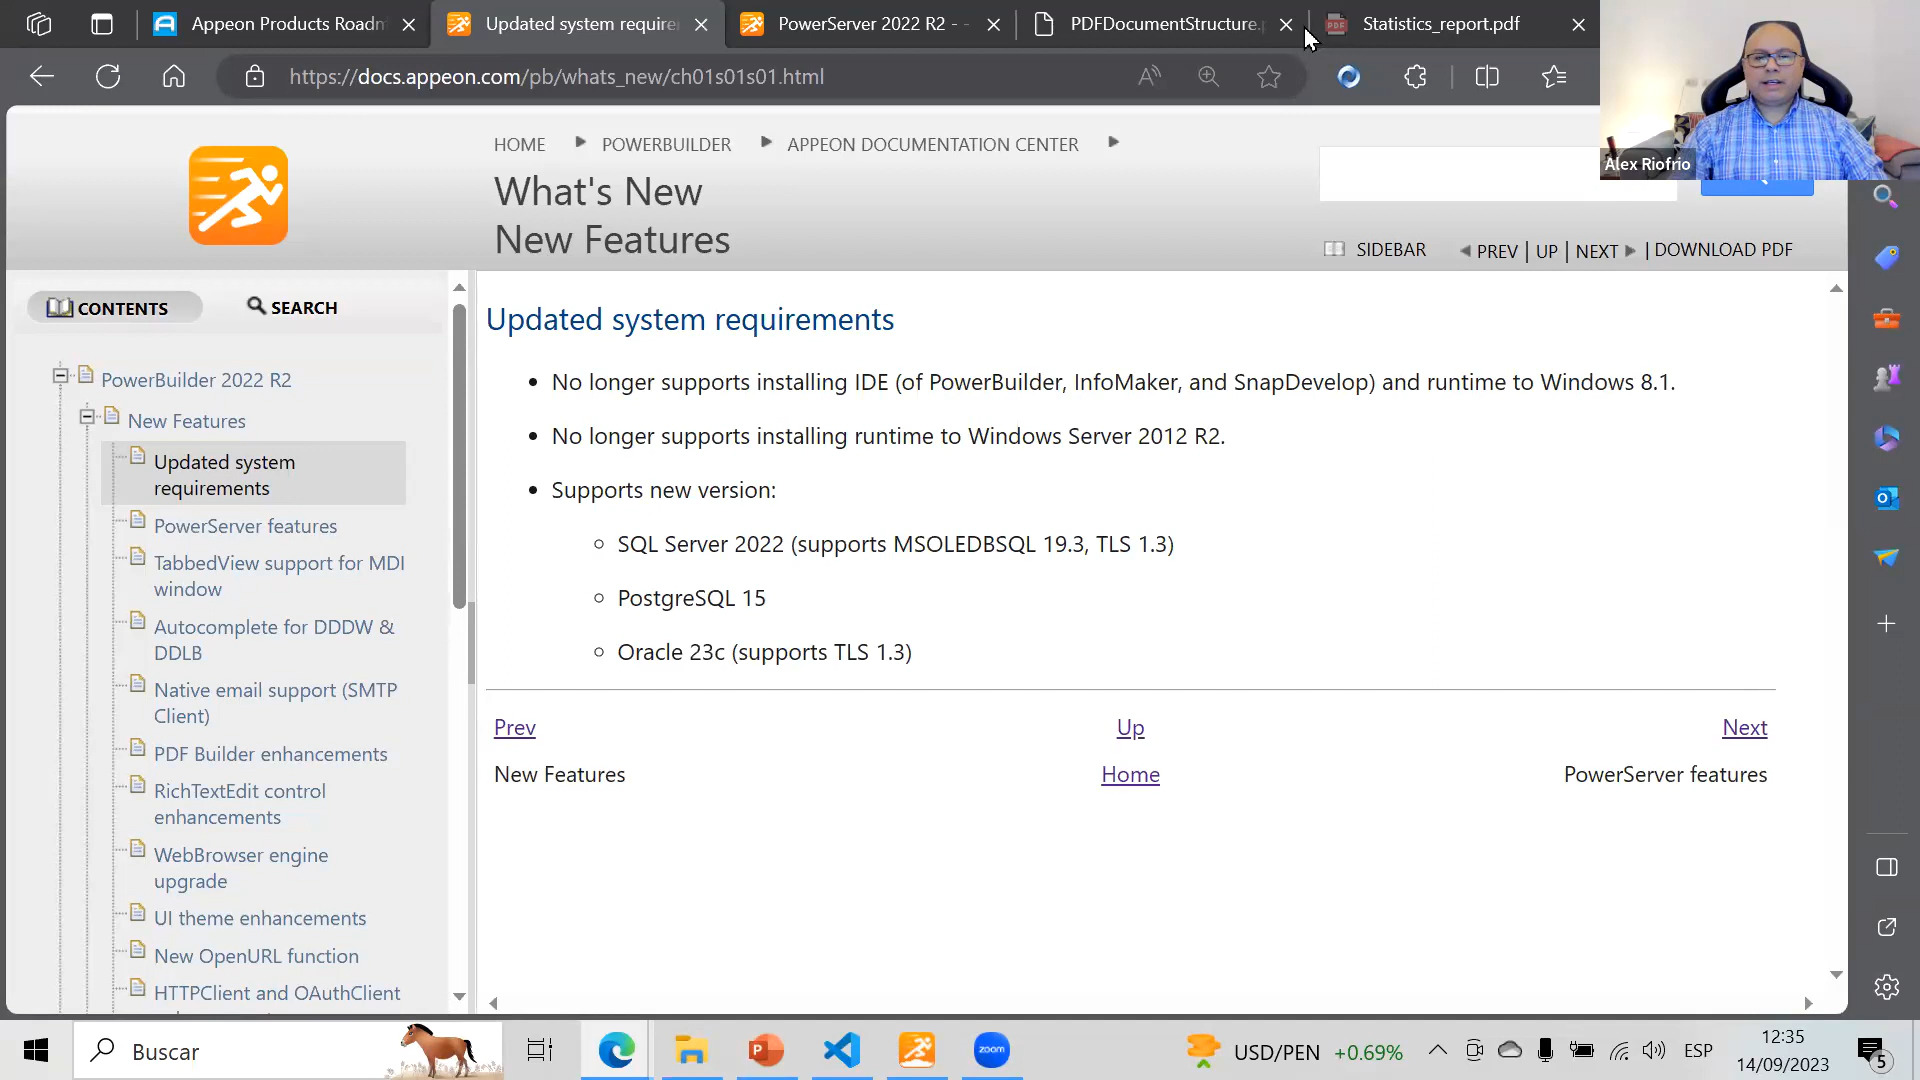 Appeon Products Roadm
Updated system require
PowerServer 2022 R2 - -
PDFDocumentStructure.p
Statistics_report.pdf
https://docs.appeon.com/pb/whats_new/ch01s01s01.html
Alex Riofrio
HOME POWERBUILDER APPEON DOCUMENTATION CENTER
What's New
New Features
SIDEBAR
PREV | UP | NEXT | DOWNLOAD PDF
CONTENTS
SEARCH
PowerBuilder 2022 R2
New Features
Updated system
requirements
PowerServer features
TabbedView support for MDI
window
Autocomplete for DDDW &
DDLB
Native email support (SMTP
Client)
PDF Builder enhancements
RichTextEdit control
enhancements
WebBrowser engine
upgrade
UI theme enhancements
New OpenURL function
HTTPClient and OAuthClient
Updated system requirements
• No longer supports installing IDE (of PowerBuilder, InfoMaker, and SnapDevelop) and runtime to Windows 8.1.
• No longer supports installing runtime to Windows Server 2012 R2.
• Supports new version:
○ SQL Server 2022 (supports MSOLEDBSQL 19.3, TLS 1.3)
○ PostgreSQL 15
○ Oracle 23c (supports TLS 1.3)
Prev Up Next
New Features Home PowerServer features
Buscar
zoom
USD/PEN +0.69%
ESP
12:35
14/09/2023
5